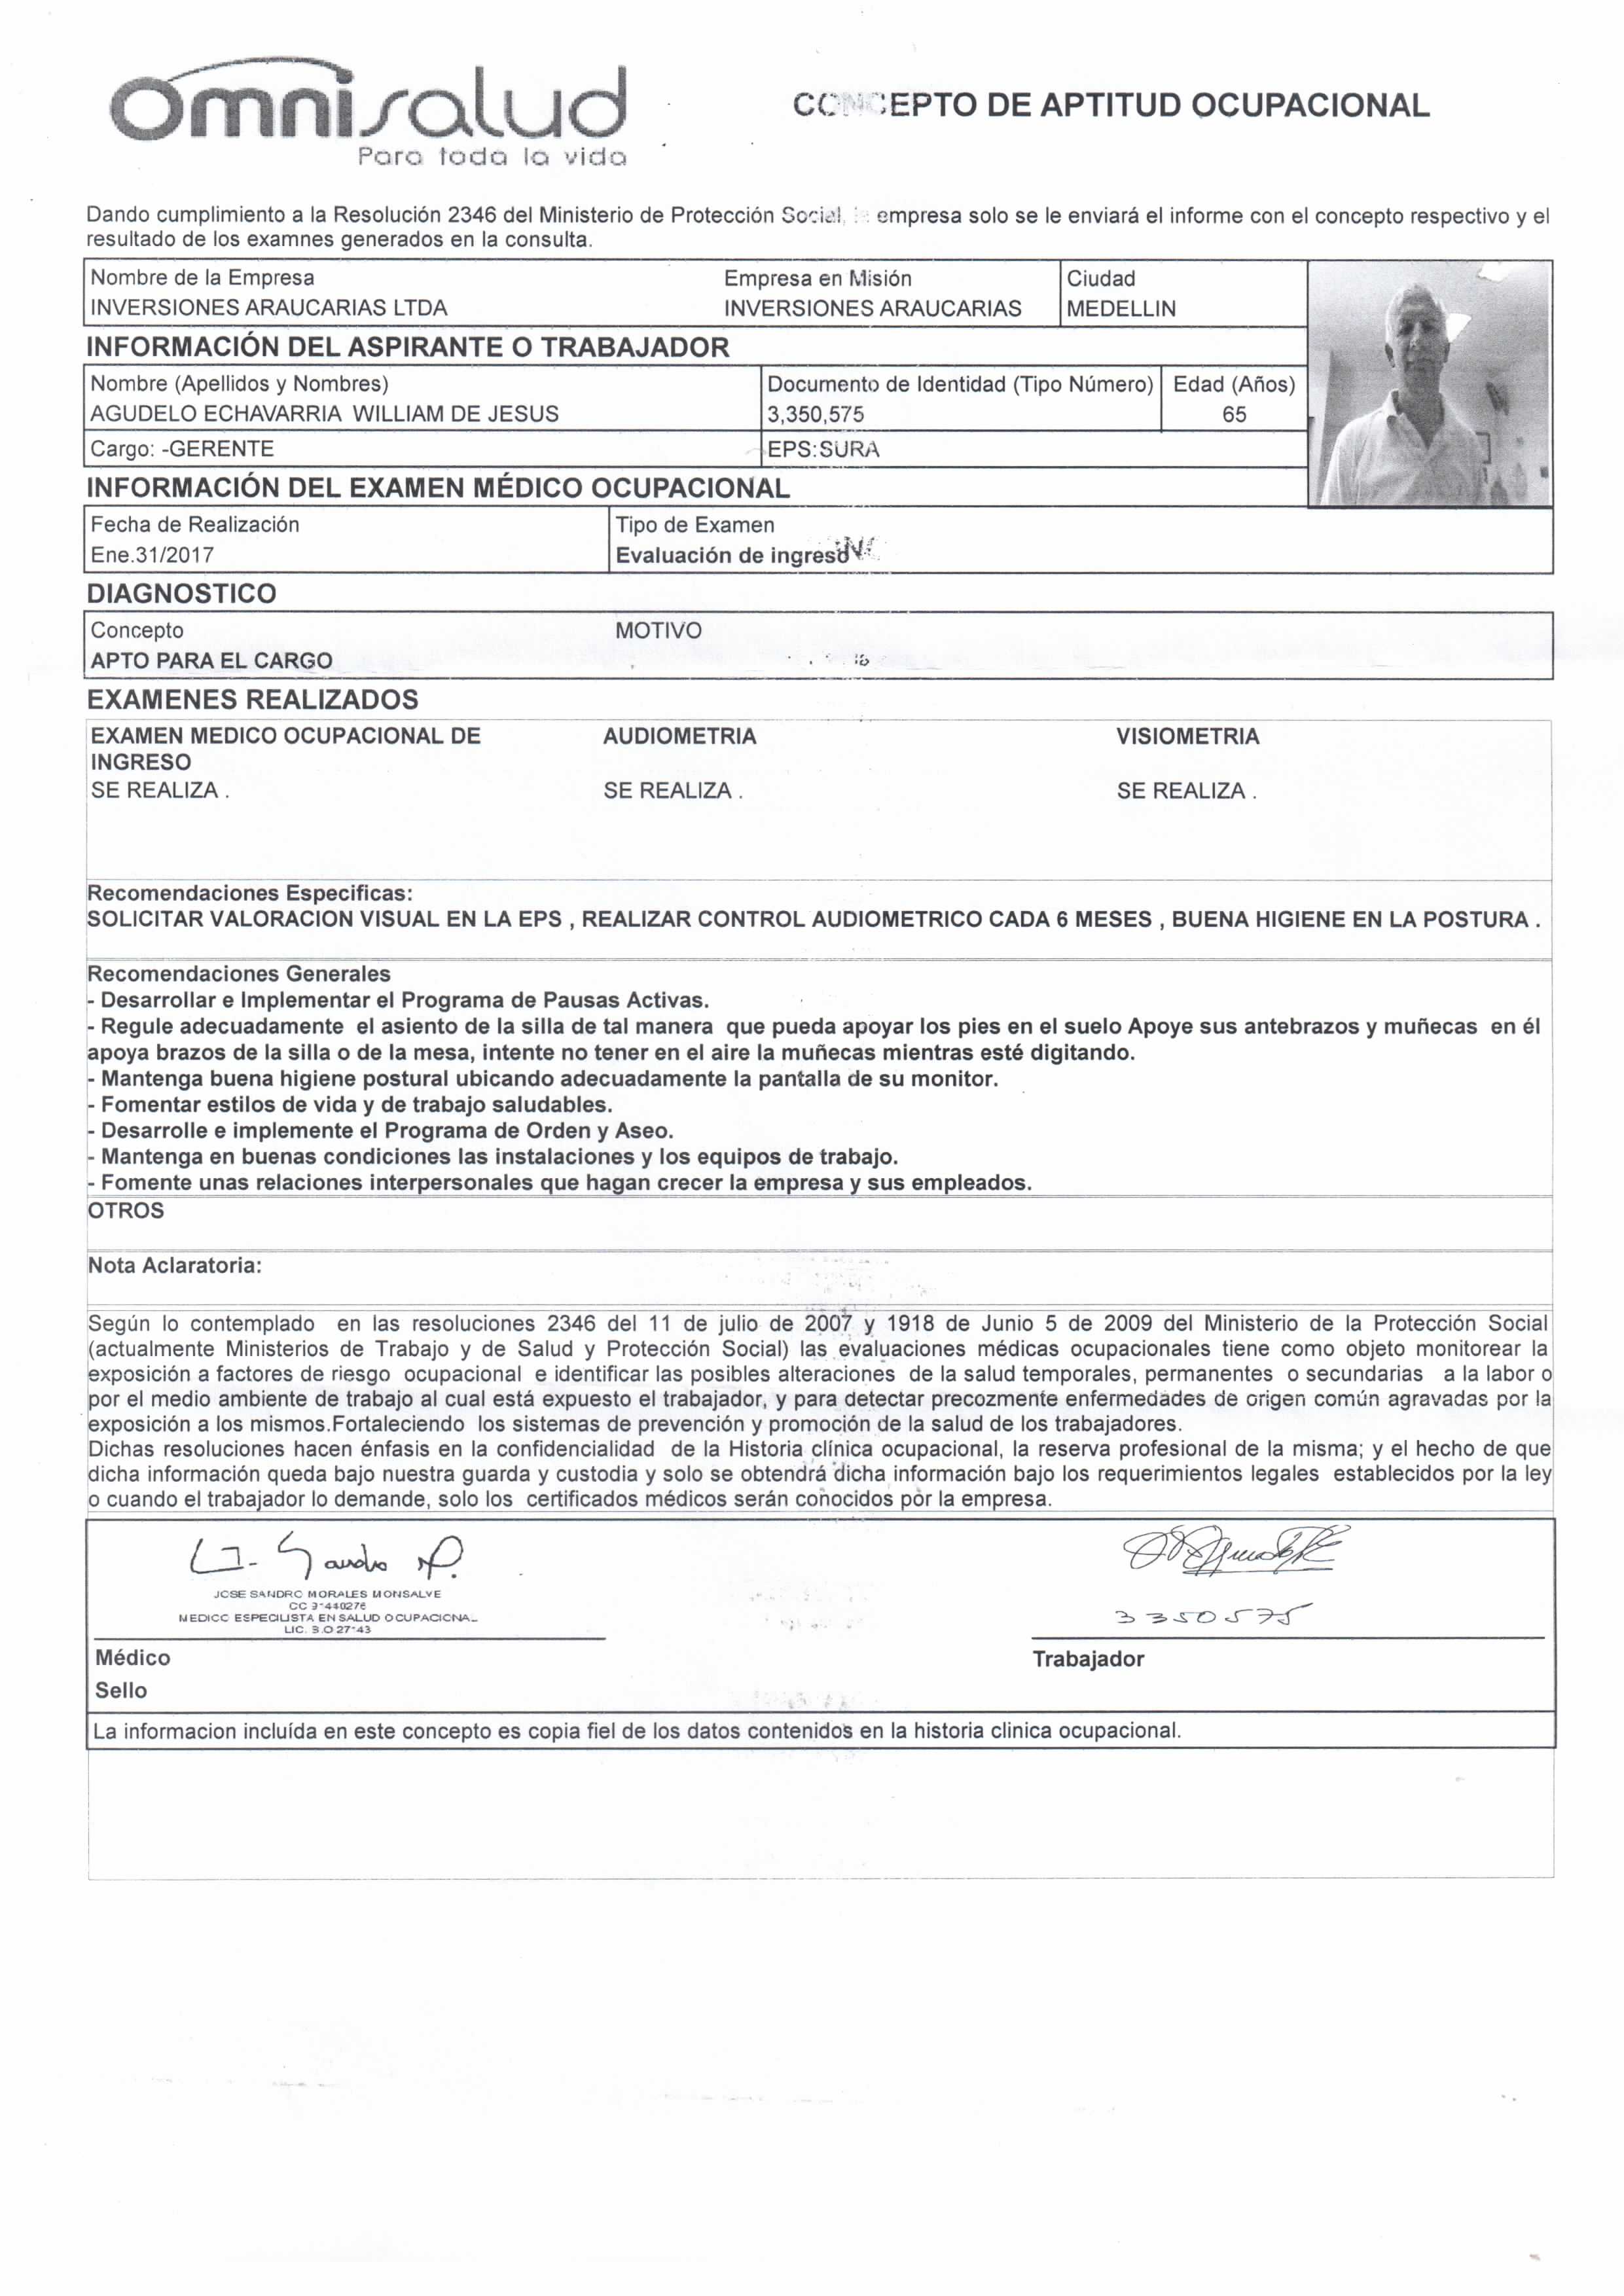 omnisalud
Para toda la vida
CONCEPTO DE APTITUD OCUPACIONAL
Dando cumplimiento a la Resolución 2346 del Ministerio de Protección Social, empresa solo se le enviará el informe con el concepto respectivo y el
resultado de los examnes generados en la consulta.
Nombre de la Empresa Empresa en Misión Ciudad
INVERSIONES ARAUCARIAS LTDA INVERSIONES ARAUCARIAS MEDELLIN
INFORMACIÓN DEL ASPIRANTE O TRABAJADOR
Nombre (Apellidos y Nombres) Documento de Identidad (Tipo Número) Edad (Años)
AGUDELO ECHAVARRIA WILLIAM DE JESUS 3,350,575 65
Cargo: -GERENTE EPS:SURA
INFORMACIÓN DEL EXAMEN MÉDICO OCUPACIONAL
Fecha de Realización Tipo de Examen
Ene.31/2017 Evaluación de ingreso
DIAGNOSTICO
Concepto MOTIVO
APTO PARA EL CARGO
EXAMENES REALIZADOS
EXAMEN MEDICO OCUPACIONAL DE AUDIOMETRIA VISIOMETRIA
INGRESO
SE REALIZA . SE REALIZA . SE REALIZA .
Recomendaciones Especificas:
SOLICITAR VALORACION VISUAL EN LA EPS , REALIZAR CONTROL AUDIOMETRICO CADA 6 MESES , BUENA HIGIENE EN LA POSTURA .
Recomendaciones Generales
- Desarrollar e Implementar el Programa de Pausas Activas.
- Regule adecuadamente el asiento de la silla de tal manera que pueda apoyar los pies en el suelo Apoye sus antebrazos y muñecas en él
apoya brazos de la silla o de la mesa, intente no tener en el aire la muñecas mientras esté digitando.
- Mantenga buena higiene postural ubicando adecuadamente la pantalla de su monitor.
- Fomentar estilos de vida y de trabajo saludables.
- Desarrolle e implemente el Programa de Orden y Aseo.
- Mantenga en buenas condiciones las instalaciones y los equipos de trabajo.
- Fomente unas relaciones interpersonales que hagan crecer la empresa y sus empleados.
OTROS
Nota Aclaratoria:
Según lo contemplado en las resoluciones 2346 del 11 de julio de 2007 y 1918 de Junio 5 de 2009 del Ministerio de la Protección Social
(actualmente Ministerios de Trabajo y de Salud y Protección Social) las evaluaciones médicas ocupacionales tiene como objeto monitorear la
exposición a factores de riesgo ocupacional e identificar las posibles alteraciones de la salud temporales, permanentes o secundarias a la labor o
por el medio ambiente de trabajo al cual está expuesto el trabajador, y para detectar precozmente enfermedades de origen común agravadas por la
exposición a los mismos.Fortaleciendo los sistemas de prevención y promoción de la salud de los trabajadores.
Dichas resoluciones hacen énfasis en la confidencialidad de la Historia clínica ocupacional, la reserva profesional de la misma; y el hecho de que
dicha información queda bajo nuestra guarda y custodia y solo se obtendrá dicha información bajo los requerimientos legales establecidos por la ley
o cuando el trabajador lo demande, solo los certificados médicos serán conocidos por la empresa.
JOSE SANDRO MORALES MONSALVE
CC
MEDICO ESPECILISTA EN SALUD OCUPACIONAL
LIC. S.O
3350575
Médico Trabajador
Sello
La informacion incluída en este concepto es copia fiel de los datos contenidos en la historia clinica ocupacional.